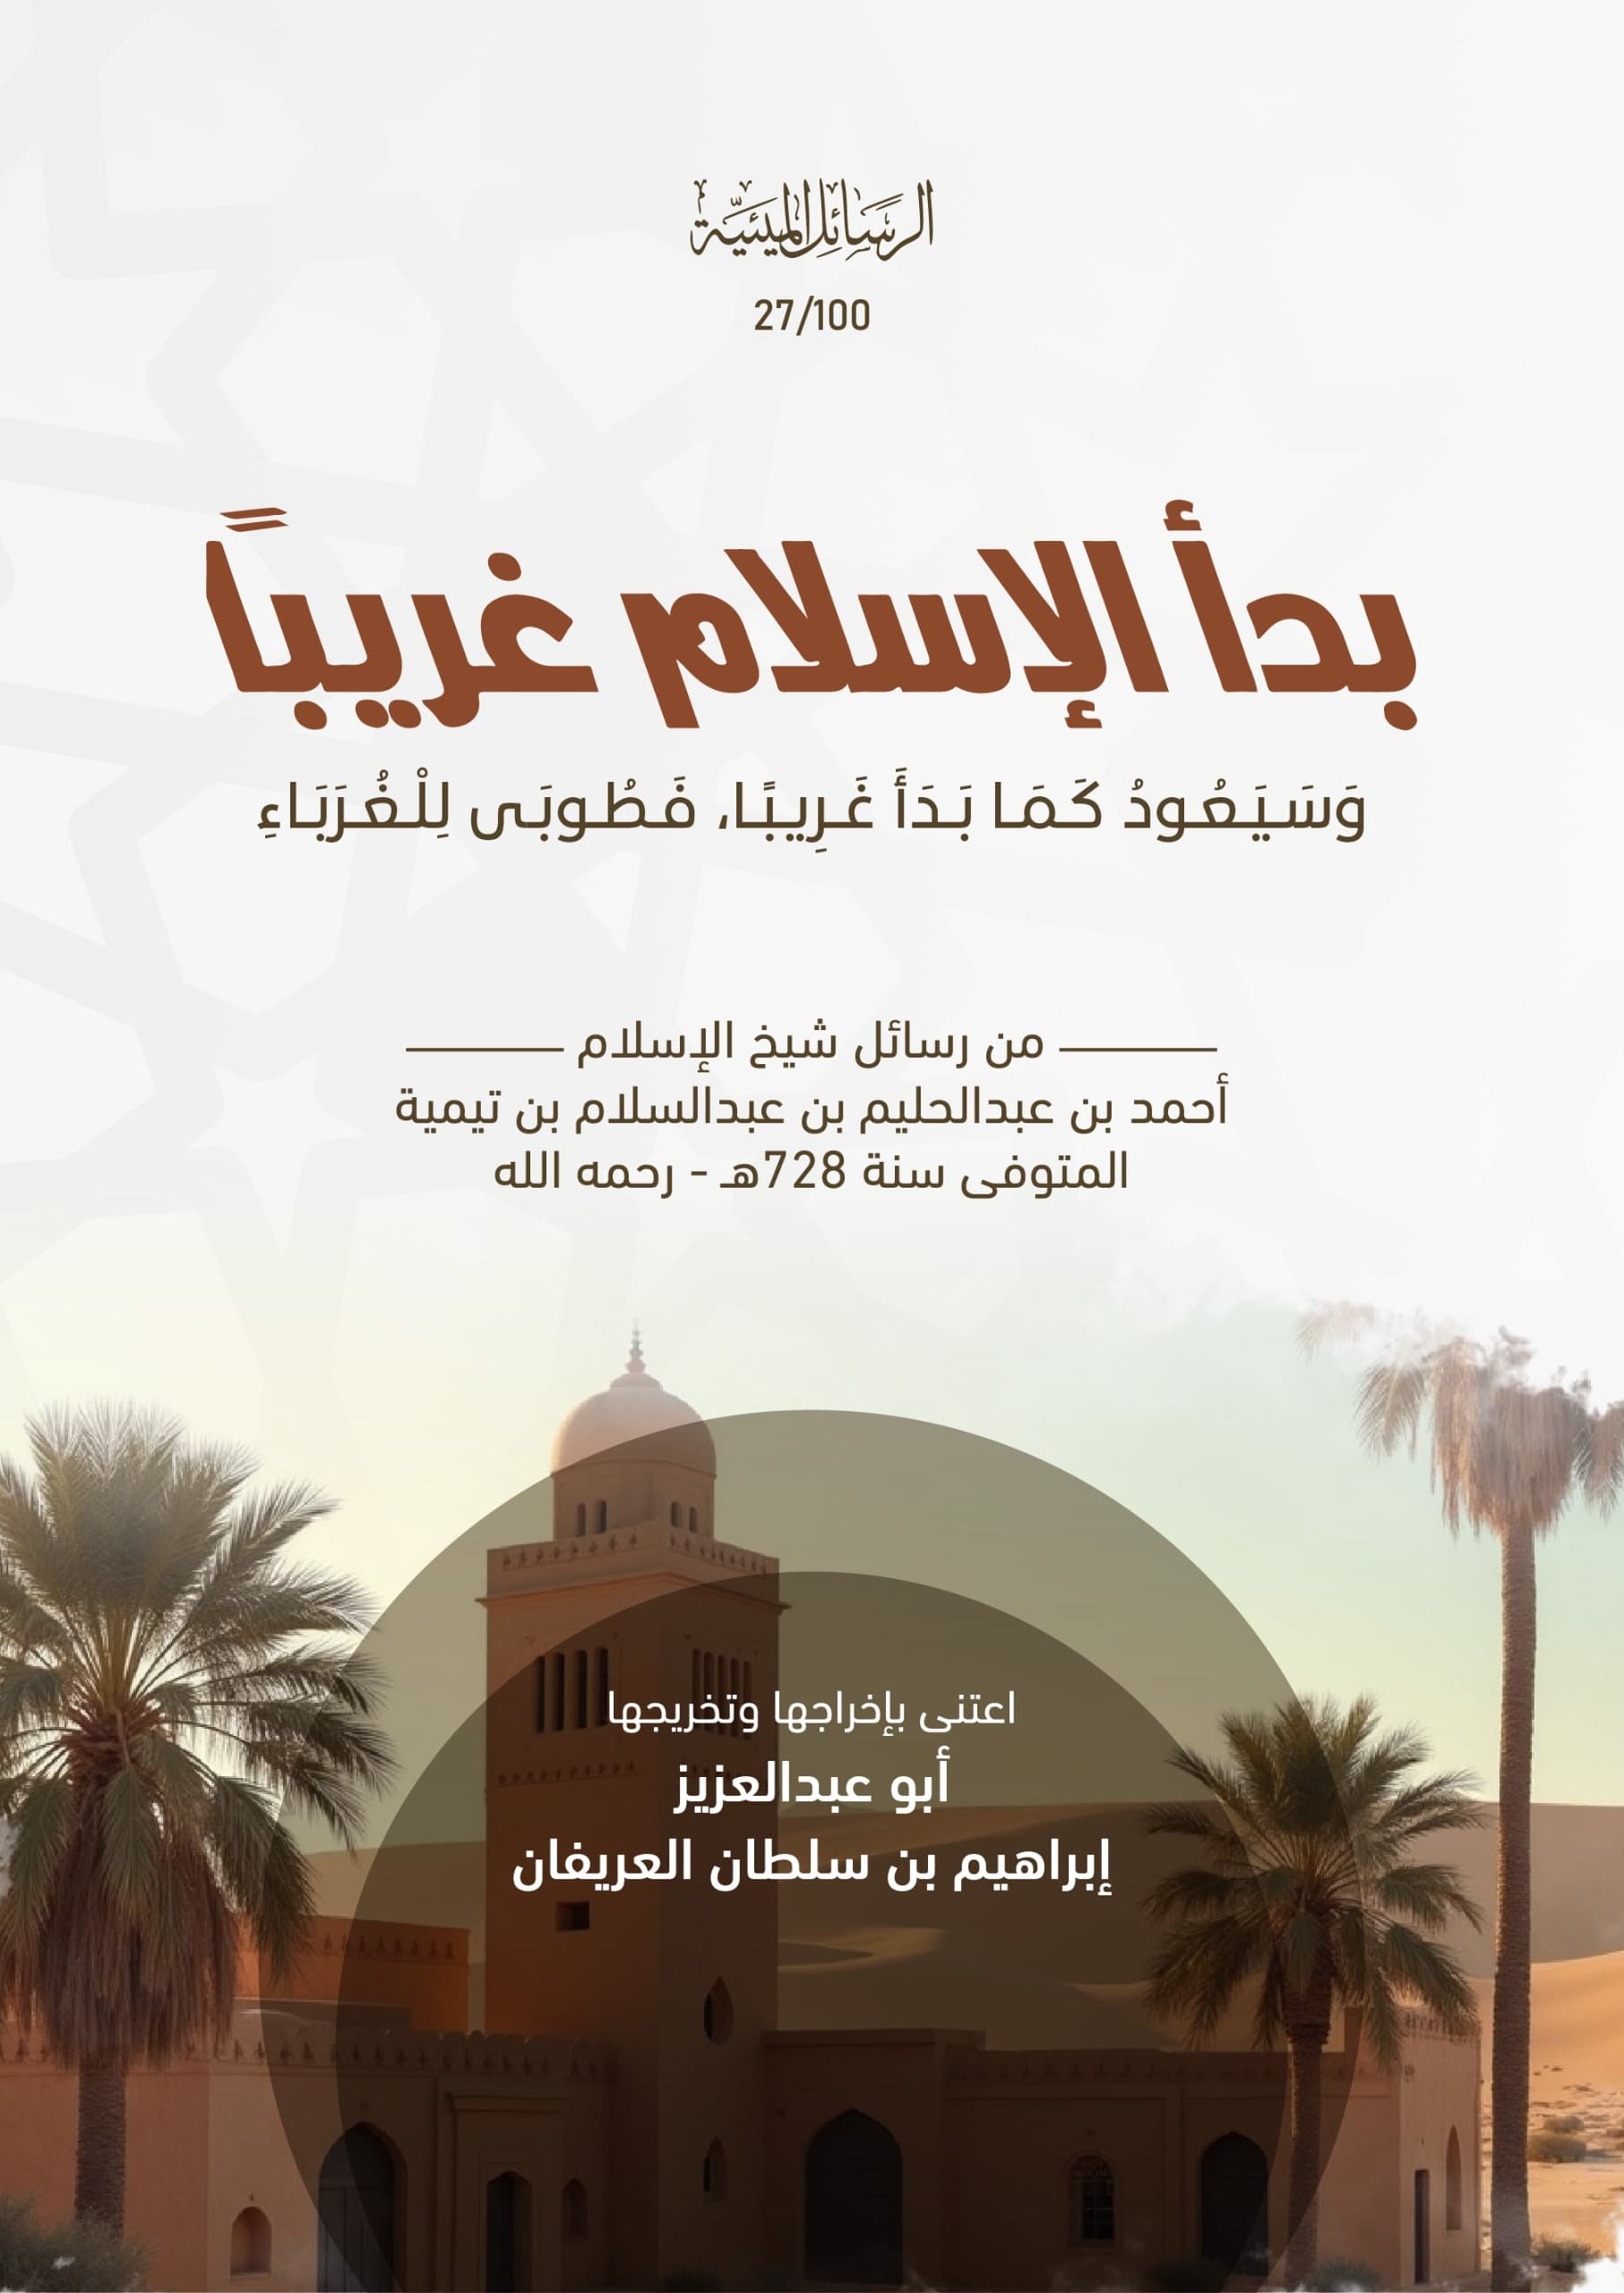 الرسائل الميئية
27/100
بدأ الإسلام غريباً
وَسَيَعُودُ كَمَا بَدَأَ غَرِيبًا، فَطُوبَى لِلْغُرَبَاءِ
من رسائل شيخ الإسلام
أحمد بن عبدالحليم بن عبدالسلام بن تيمية
المتوفى سنة 728هـ - رحمه الله
اعتنى بإخراجها وتخريجها
أبو عبدالعزيز
إبراهيم بن سلطان العريفان